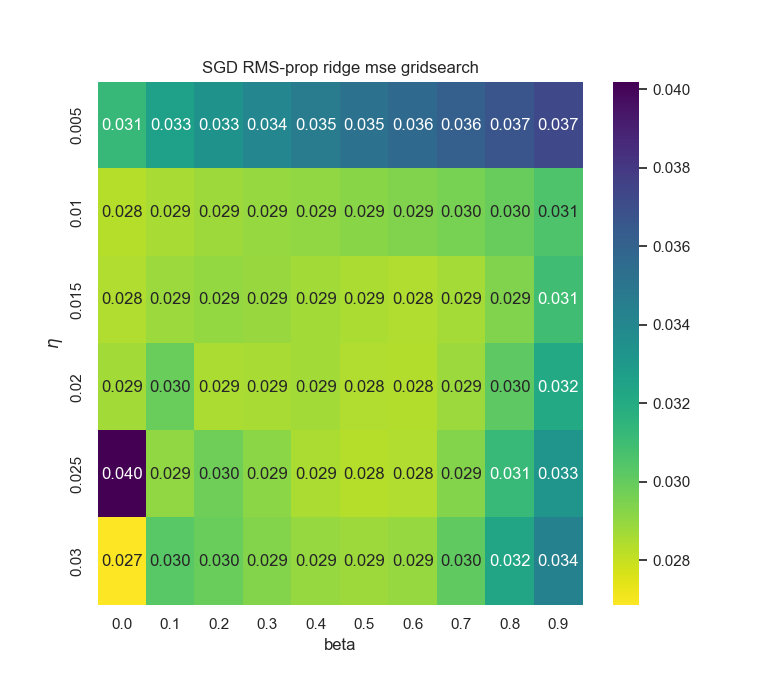 SGD RMS-prop ridge mse gridsearch
0.005 0.031 0.033 0.033 0.034 0.035 0.035 0.036 0.036 0.037 0.037
0.01 0.028 0.029 0.029 0.029 0.029 0.029 0.029 0.030 0.030 0.031
0.015 0.028 0.029 0.029 0.029 0.029 0.029 0.028 0.029 0.029 0.031
0.02 0.029 0.030 0.029 0.029 0.029 0.028 0.028 0.029 0.030 0.032
0.025 0.040 0.029 0.030 0.029 0.029 0.028 0.028 0.029 0.031 0.033
0.03 0.027 0.030 0.030 0.029 0.029 0.029 0.029 0.030 0.032 0.034
η
0.0 0.1 0.2 0.3 0.4 0.5 0.6 0.7 0.8 0.9
beta
0.040
0.038
0.036
0.034
0.032
0.030
0.028